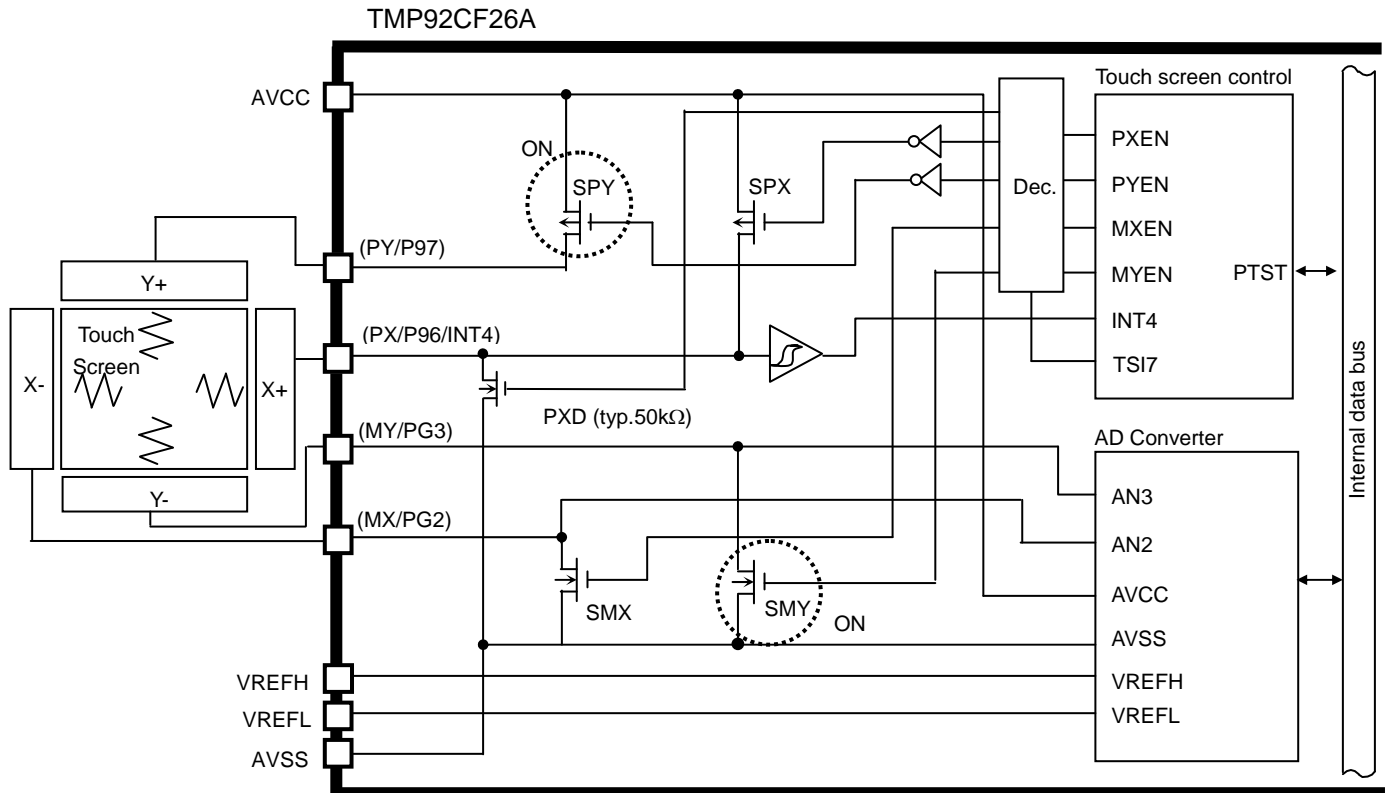 TMP92CF26A
AVCC
ON
SPY
SPX
Dec.
Touch screen control
PXEN
PYEN
MXEN
MYEN
PTST
INT4
TSI7
Internal data bus
(PY/P97)
Y+
Touch
Screen
X-
X+
Y-
(PX/P96/INT4)
PXD (typ.50kΩ)
(MY/PG3)
(MX/PG2)
SMX
SMY
ON
AD Converter
AN3
AN2
AVCC
AVSS
VREFH
VREFL
VREFH
VREFL
AVSS